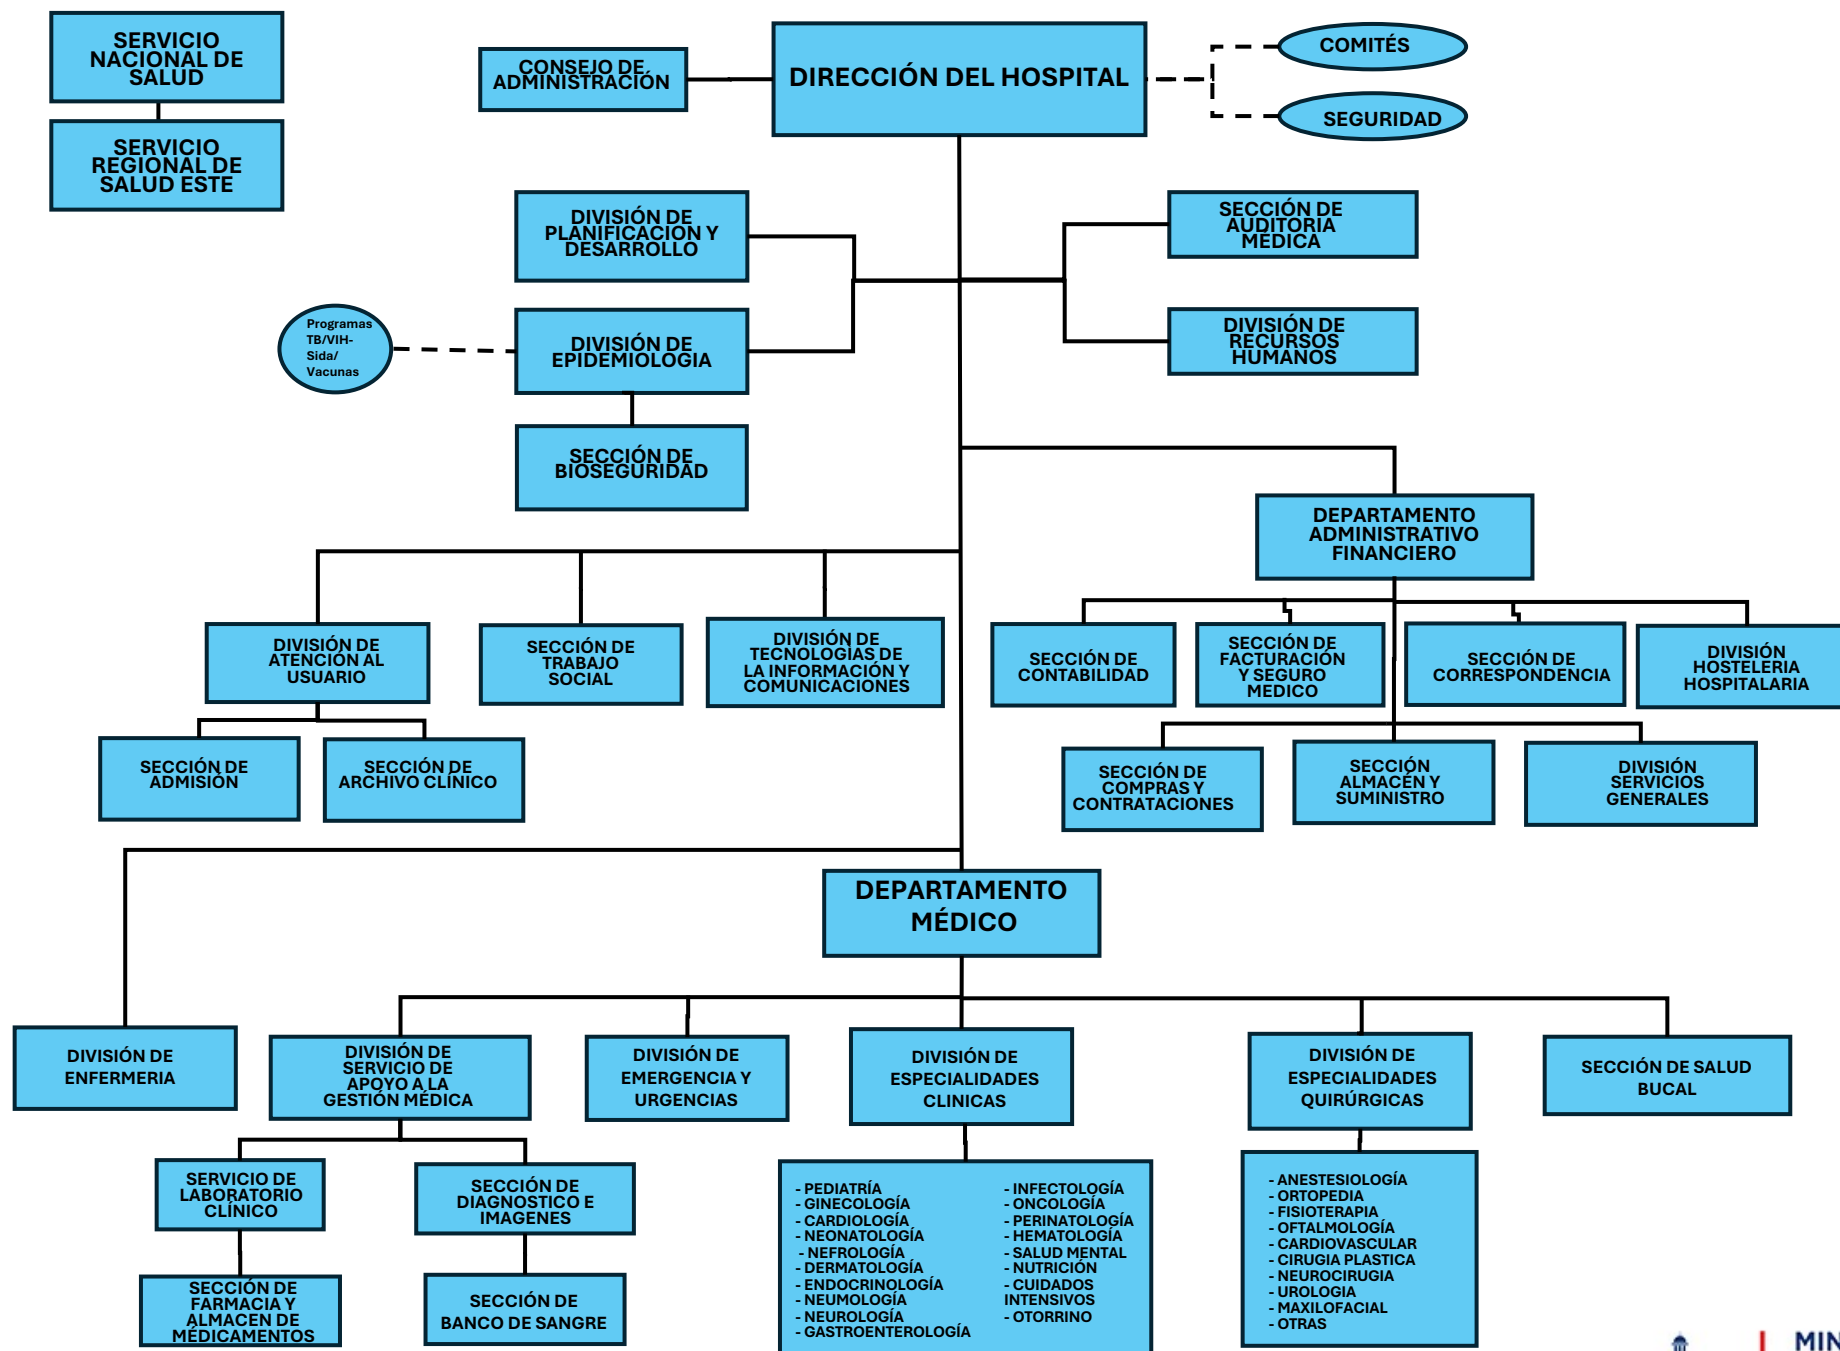 SERVICIO
NACIONAL DE
SALUD
SERVICIO
REGIONAL DE
SALUD ESTE
CONSEJO DE
ADMINISTRACIÓN
DIRECCIÓN DEL HOSPITAL
COMITÉS
SEGURIDAD
DIVISIÓN DE
PLANIFICACION Y
DESARROLLO
SECCIÓN DE
AUDITORIA
MÉDICA
Programas
TB/VIH-
Sida/
Vacunas
DIVISIÓN DE
EPIDEMIOLOGIA
DIVISIÓN DE
RECURSOS
HUMANOS
SECCIÓN DE
BIOSEGURIDAD
DEPARTAMENTO
ADMINISTRATIVO
FINANCIERO
DIVISIÓN DE
ATENCIÓN AL
USUARIO
SECCIÓN DE
TRABAJO
SOCIAL
DIVISIÓN DE
TECNOLOGÍAS DE
LA INFORMACIÓN Y
COMUNICACIONES
SECCIÓN DE
CONTABILIDAD
SECCIÓN DE
FACTURACIÓN
Y SEGURO
MEDICO
SECCIÓN DE
CORRESPONDENCIA
DIVISIÓN
HOSTELERIA
HOSPITALARIA
SECCIÓN DE
ADMISIÓN
SECCIÓN DE
ARCHIVO CLÍNICO
SECCIÓN DE
COMPRAS Y
CONTRATACIONES
SECCIÓN
ALMACÉN Y
SUMINISTRO
DIVISIÓN
SERVICIOS
GENERALES
DEPARTAMENTO
MÉDICO
DIVISIÓN DE
ENFERMERIA
DIVISIÓN DE
SERVICIO DE
APOYO A LA
GESTIÓN MÉDICA
DIVISIÓN DE
EMERGENCIA Y
URGENCIAS
DIVISIÓN DE
ESPECIALIDADES
CLINICAS
DIVISIÓN DE
ESPECIALIDADES
QUIRÚRGICAS
SECCIÓN DE SALUD
BUCAL
SERVICIO DE
LABORATORIO
CLÍNICO
SECCIÓN DE
DIAGNOSTICO E
IMAGENES
SECCIÓN DE
FARMACIA Y
ALMACEN DE
MÉDICAMENTOS
SECCIÓN DE
BANCO DE SANGRE
- PEDIATRÍA
- GINECOLOGÍA
- CARDIOLOGÍA
- NEONATOLOGÍA
- NEFROLOGÍA
- DERMATOLOGÍA
- ENDOCRINOLOGÍA
- NEUMOLOGÍA
- NEUROLOGÍA
- GASTROENTEROLOGÍA
- INFECTOLOGÍA
- ONCOLOGÍA
- PERINATOLOGÍA
- HEMATOLOGÍA
- SALUD MENTAL
- NUTRICIÓN
- CUIDADOS
INTENSIVOS
- OTORRINO
- ANESTESIOLOGÍA
- ORTOPEDIA
- FISIOTERAPIA
- OFTALMOLOGÍA
- CARDIOVASCULAR
- CIRUGIA PLASTICA
- NEUROCIRUGIA
- UROLOGIA
- MAXILOFACIAL
- OTRAS
MIN